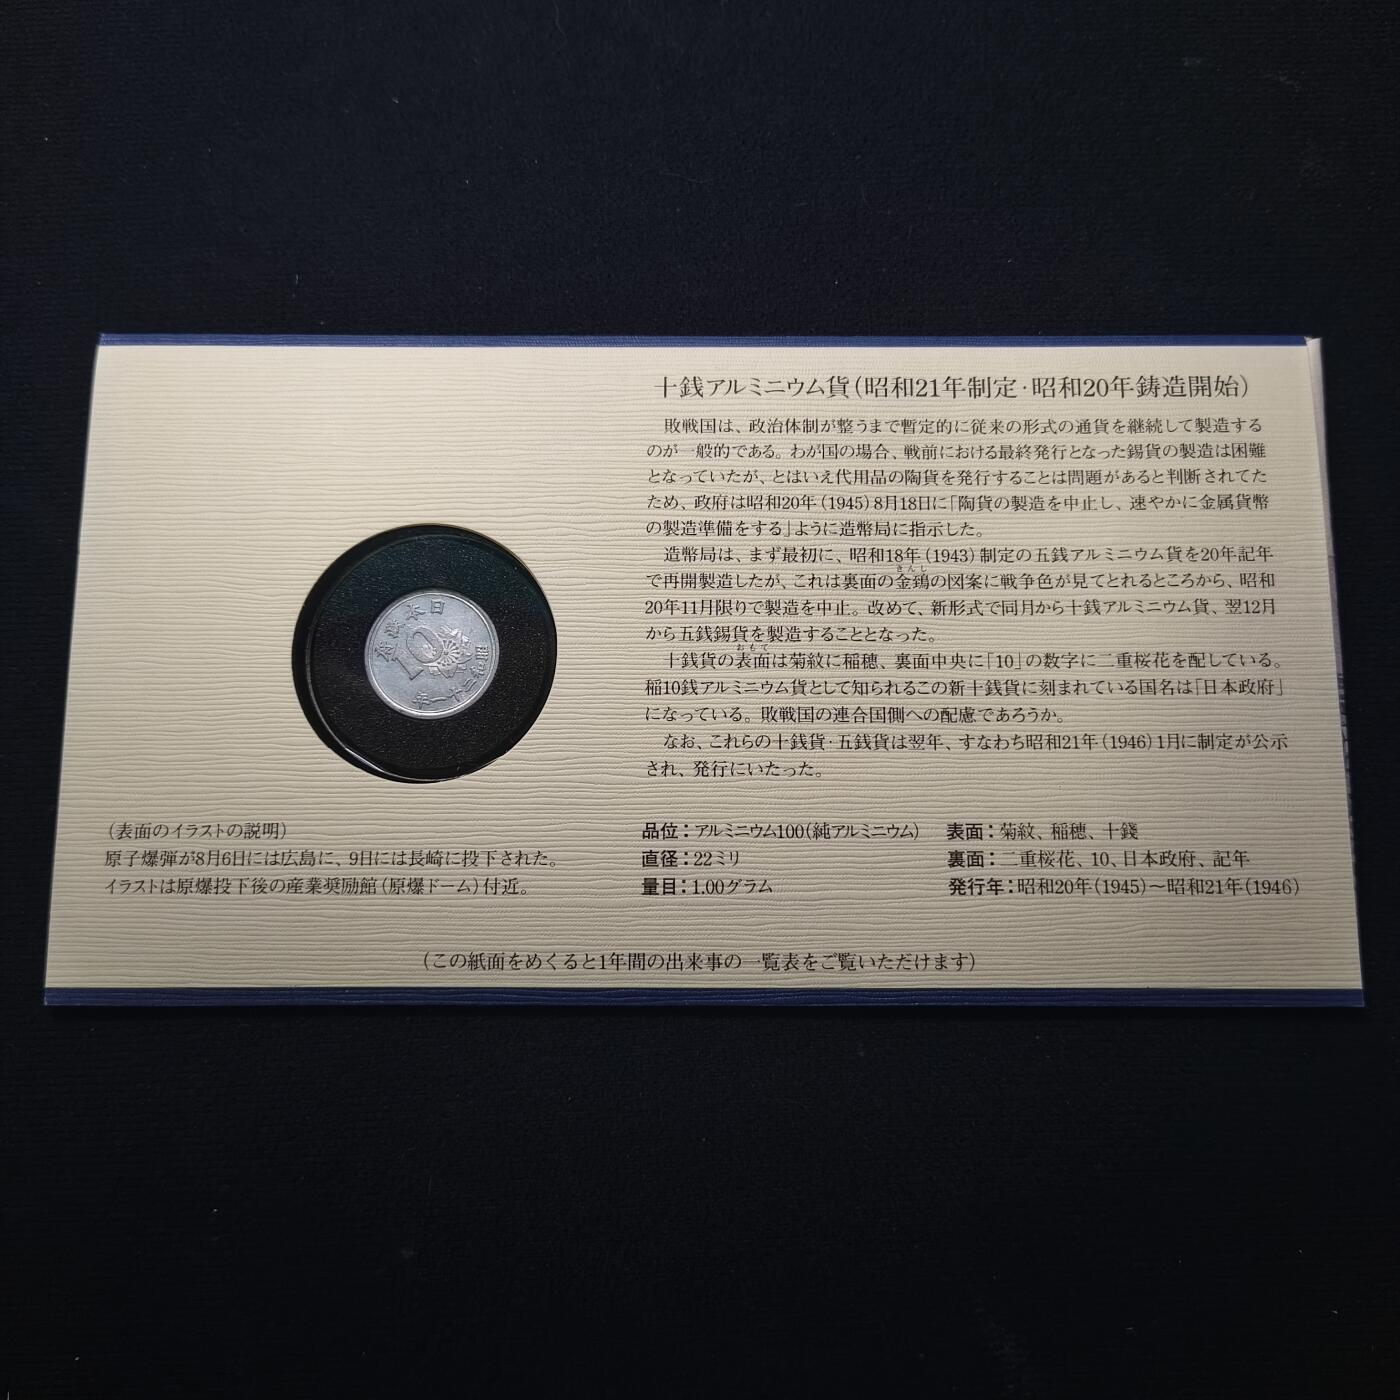 十銭アルミニウム貨(昭和21年制定·昭和20年鋳造開始)
敗戦国は、政治体制が整うまで暫定的に従来の形式の通貨を継続して製造する
のが一般的である。わが国の場合、戦前における最終発行となった錫貨の製造は困難
となっていたが、とはいえ代用品の陶貨を発行することは問題があると判断されてた
ため、政府は昭和20年(1945)8月18日に「陶貨の製造を中止し、速やかに金属貨幣
の製造準備をする」ように造幣局に指示した。
造幣局は、まず最初に、昭和18年(1943)制定の五銭アルミニウム貨を20年記年
きんし
で再開製造したが、これは裏面の金鵄の図案に戦争色が見てとれるところから、昭和
20年11月限りで製造を中止。改めて、新形式で同月から十銭アルミニウム貨、翌12月
から五銭錫貨を製造することとなった。
おもて
十銭貨の表面は菊紋に稲穂、裏面中央に「10」の数字に二重桜花を配している。
稲10銭アルミニウム貨として知られるこの新十銭貨に刻まれている国名は「日本政府」
になっている。敗戦国の連合国側への配慮であろうか。
なお、これらの十銭貨·五銭貨は翌年、すなわち昭和21年(1946)1月に制定が公示
され、発行にいたった。
日本政府
10
昭和二十一年
(表面のイラストの説明)
原子爆弾が8月6日には広島に、9日には長崎に投下された。
イラストは原爆投下後の産業奨励館(原爆ドーム)付近。
品位:アルミニウム100(純アルミニウム)
直径:22ミリ
量目:1.00グラム
表面:菊紋、稲穂、十錢
裏面:二重桜花、10、日本政府、記年
発行年:昭和20年(1945)~昭和21年(1946)
(この紙面をめくると1年間の出来事の一覧表をご覧いただけます)